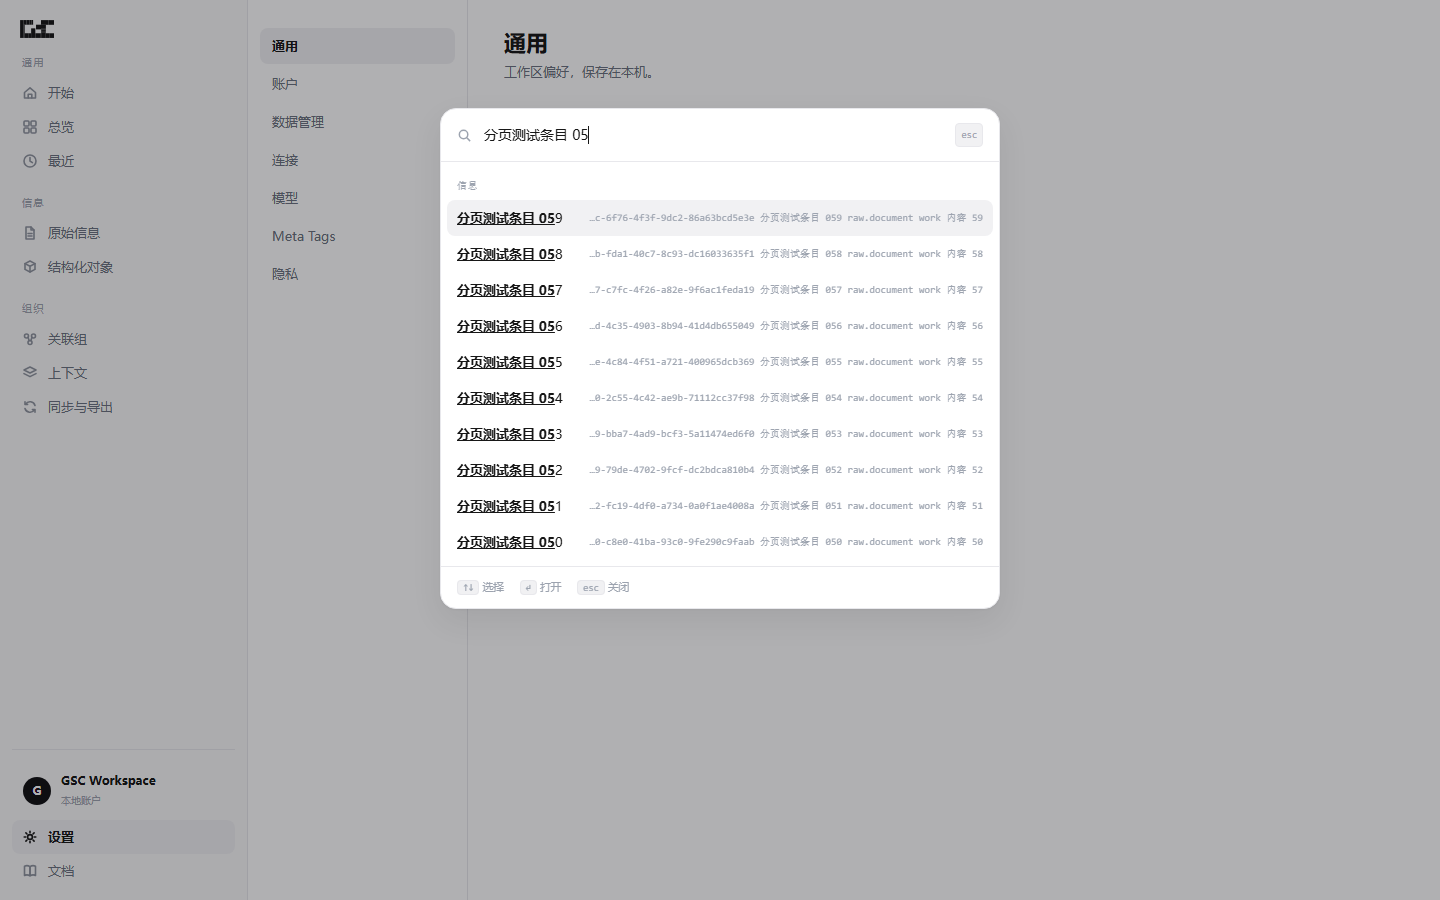 GSC
通用
开始
总览
最近
信息
原始信息
结构化对象
组织
关联组
上下文
同步与导出
G
GSC Workspace
本地账户
设置
文档
通用
账户
数据管理
连接
模型
Meta Tags
隐私
通用
工作区偏好，保存在本机。
分页测试条目 05
esc
信息
分页测试条目 059 …c-6f76-4f3f-9dc2-86a63bcd5e3e 分页测试条目 059 raw.document work 内容 59
分页测试条目 058 …b-fda1-40c7-8c93-dc16033635f1 分页测试条目 058 raw.document work 内容 58
分页测试条目 057 …7-c7fc-4f26-a82e-9f6ac1feda19 分页测试条目 057 raw.document work 内容 57
分页测试条目 056 …d-4c35-4903-8b94-41d4db655049 分页测试条目 056 raw.document work 内容 56
分页测试条目 055 …e-4c84-4f51-a721-400965dcb369 分页测试条目 055 raw.document work 内容 55
分页测试条目 054 …0-2c55-4c42-ae9b-71112cc37f98 分页测试条目 054 raw.document work 内容 54
分页测试条目 053 …9-bba7-4ad9-bcf3-5a11474ed6f0 分页测试条目 053 raw.document work 内容 53
分页测试条目 052 …9-79de-4702-9fcf-dc2bdca810b4 分页测试条目 052 raw.document work 内容 52
分页测试条目 051 …2-fc19-4df0-a734-0a0f1ae4008a 分页测试条目 051 raw.document work 内容 51
分页测试条目 050 …0-c8e0-41ba-93c0-9fe290c9faab 分页测试条目 050 raw.document work 内容 50
↑↓ 选择 ↵ 打开 esc 关闭